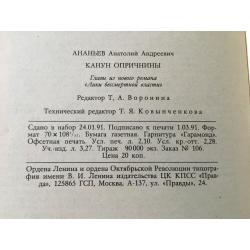 АНАНЬЕВ Анатолий Андреевич
КАНУН ОПРИЧНИНЫ
Главы из нового романа
«Лики бессмертной власти»
Редактор Т. А. Воронина
Технический редактор Т. Я. Ковынченкова
Сдано в набор 24.01.91. Подписано к печати 1.03.91. Фор-
мат 70×108¹/₃₂. Бумага газетная. Гарнитура «Гарамонд».
Офсетная печать. Усл. печ. л. 2,10. Усл. кр.-отт. 2,28.
Уч.-изд. л. 3,27. Тираж 90000 экз. Заказ № 106.
Цена 20 коп.
Ордена Ленина и ордена Октябрьской Революции типогра-
фия имени В. И. Ленина издательства ЦК КПСС «Прав-
да», 125865 ГСП, Москва, А-137, ул. «Правды», 24.